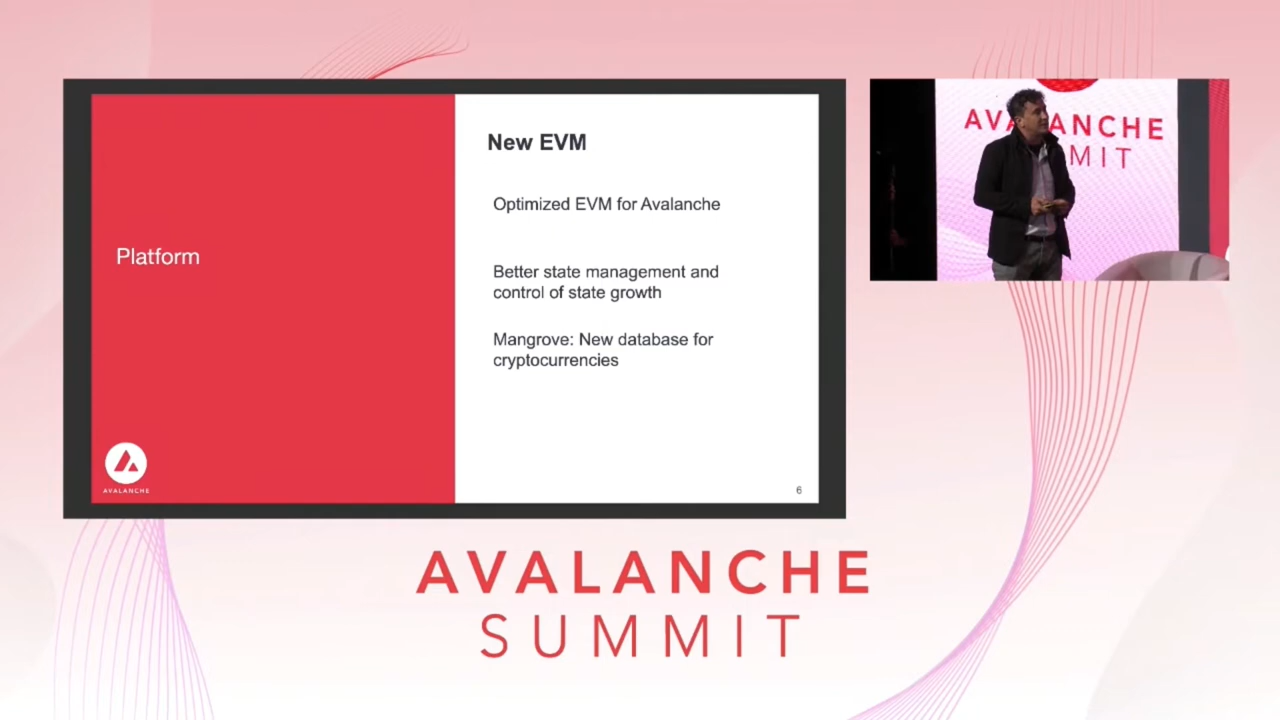 Platform
AVALANCHE
New EVM
Optimized EVM for Avalanche
Better state management and
control of state growth
Mangrove: New database for
cryptocurrencies
6
AVALANCHE
MIT
AVALANCHE
SUMMIT